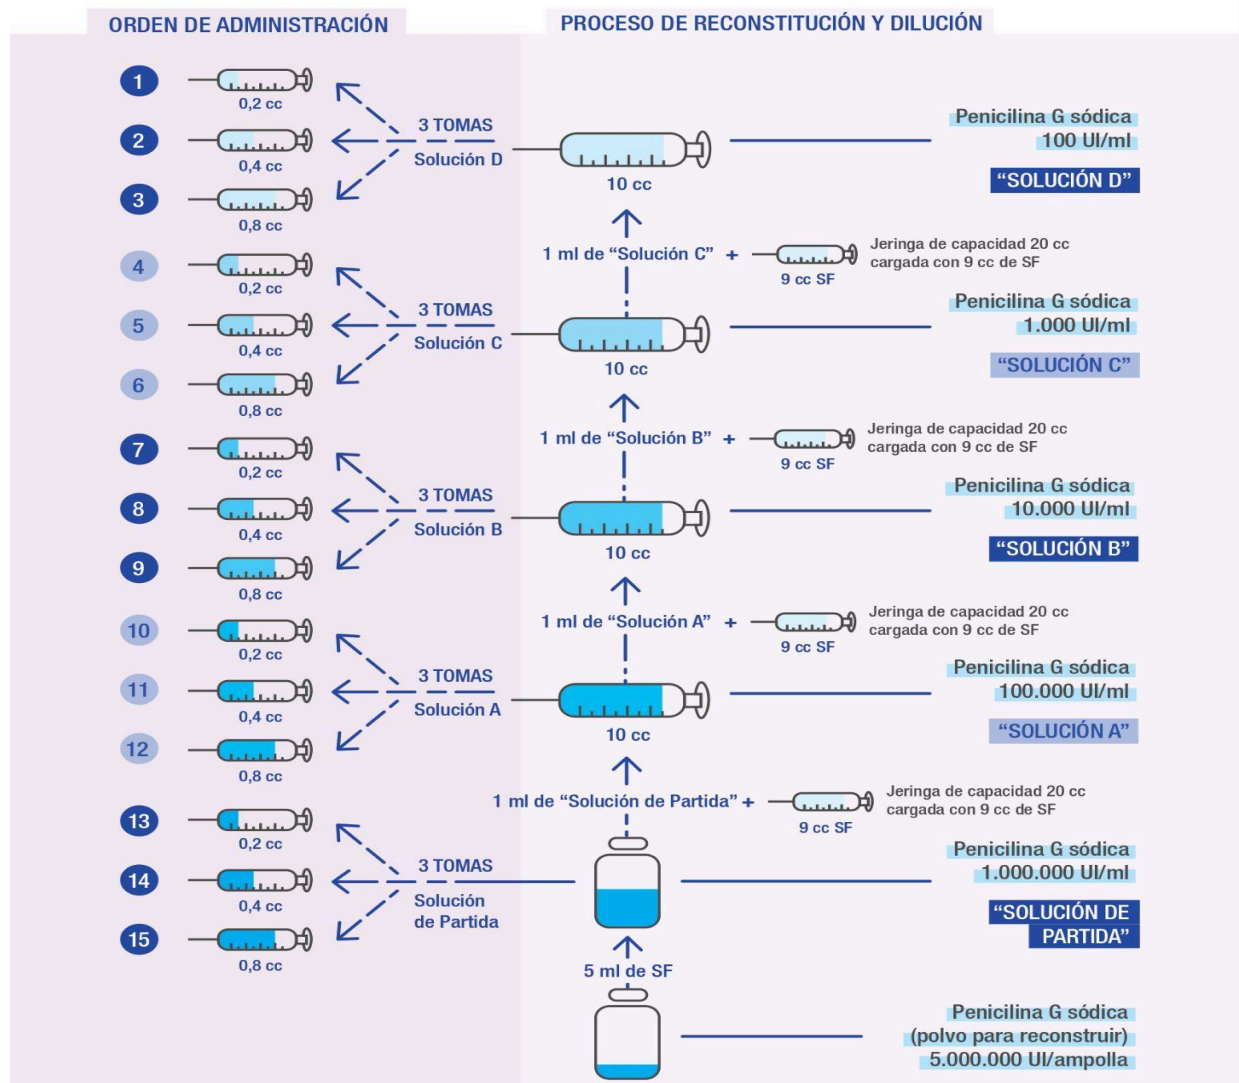 ORDEN DE ADMINISTRACIÓN
1
0,2 cc
2
0,4 cc
3
0,8 cc
3 TOMAS
Solución D
4
0,2 cc
5
0,4 cc
6
0,8 cc
3 TOMAS
Solución C
7
0,2 cc
8
0,4 cc
9
0,8 cc
3 TOMAS
Solución B
10
0,2 cc
11
0,4 cc
12
0,8 cc
3 TOMAS
Solución A
13
0,2 cc
14
0,4 cc
15
0,8 cc
3 TOMAS
Solución
de Partida
PROCESO DE RECONSTITUCIÓN Y DILUCIÓN
10 cc
Penicilina G sódica
100 UI/ml
“SOLUCIÓN D”
1 ml de “Solución C” +
9 cc SF
Jeringa de capacidad 20 cc
cargada con 9 cc de SF
10 cc
Penicilina G sódica
1.000 UI/ml
“SOLUCIÓN C”
1 ml de “Solución B” +
9 cc SF
Jeringa de capacidad 20 cc
cargada con 9 cc de SF
10 cc
Penicilina G sódica
10.000 UI/ml
“SOLUCIÓN B”
1 ml de “Solución A” +
9 cc SF
Jeringa de capacidad 20 cc
cargada con 9 cc de SF
10 cc
Penicilina G sódica
100.000 UI/ml
“SOLUCIÓN A”
1 ml de “Solución de Partida” +
9 cc SF
Jeringa de capacidad 20 cc
cargada con 9 cc de SF
Penicilina G sódica
1.000.000 UI/ml
“SOLUCIÓN DE
PARTIDA”
5 ml de SF
Penicilina G sódica
(polvo para reconstruir)
5.000.000 UI/ampolla